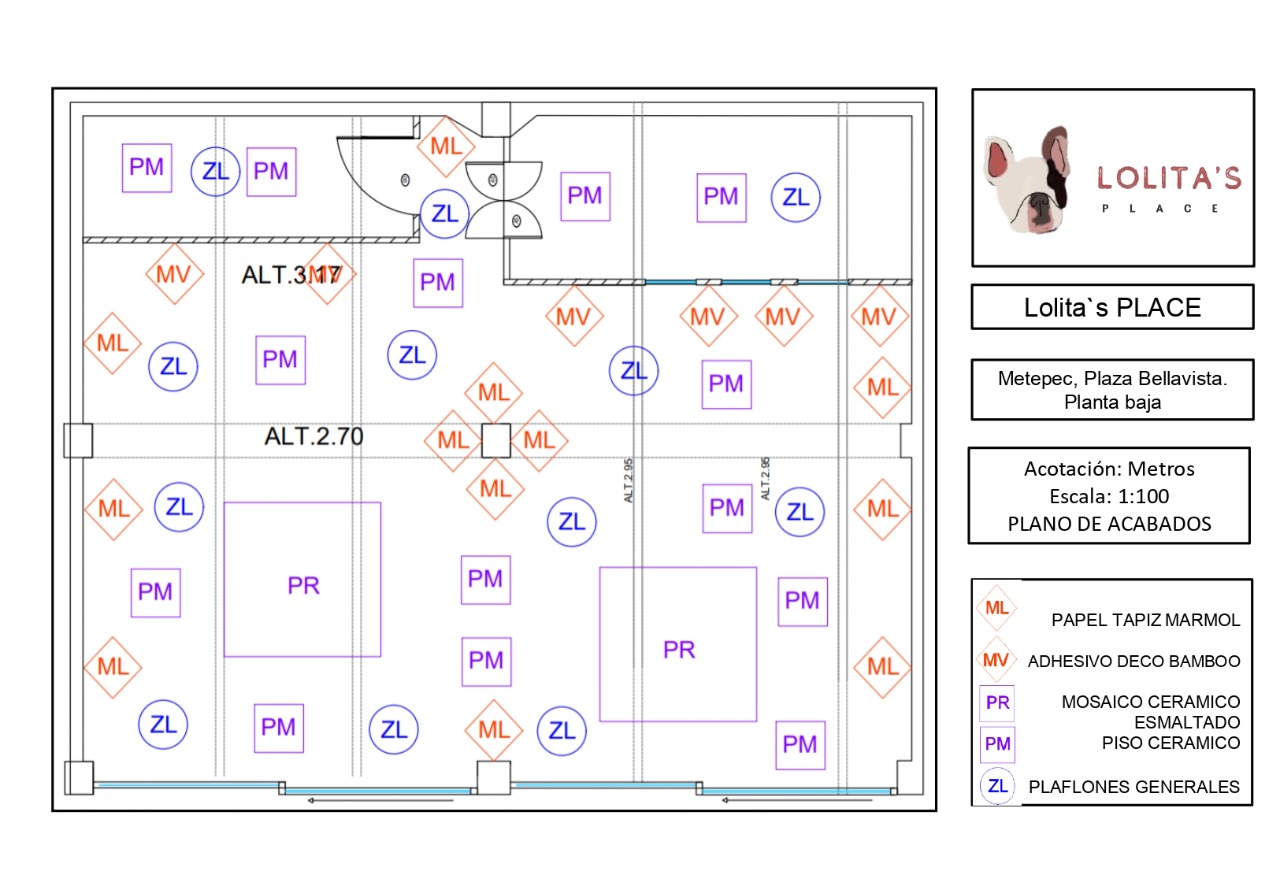 ML
PM ZL PM
PM PM ZL
ZL
MV ALT.3.17 MV PM
MV MV MV MV
ML
ZL PM ZL ZL PM ML
ML
ALT.2.70 ML ML
ML
ALT.2.95 ALT.2.95
ML ZL ZL PM ZL ML
PR PM
PM PM
PR
ML PM ML
ZL PM ZL ML ZL PM
LOLITA'S
PLACE
Lolita`s PLACE
Metepec, Plaza Bellavista.
Planta baja
Acotación: Metros
Escala: 1:100
PLANO DE ACABADOS
ML PAPEL TAPIZ MARMOL
MV ADHESIVO DECO BAMBOO
PR MOSAICO CERAMICO
ESMALTADO
PM PISO CERAMICO
ZL PLAFLONES GENERALES